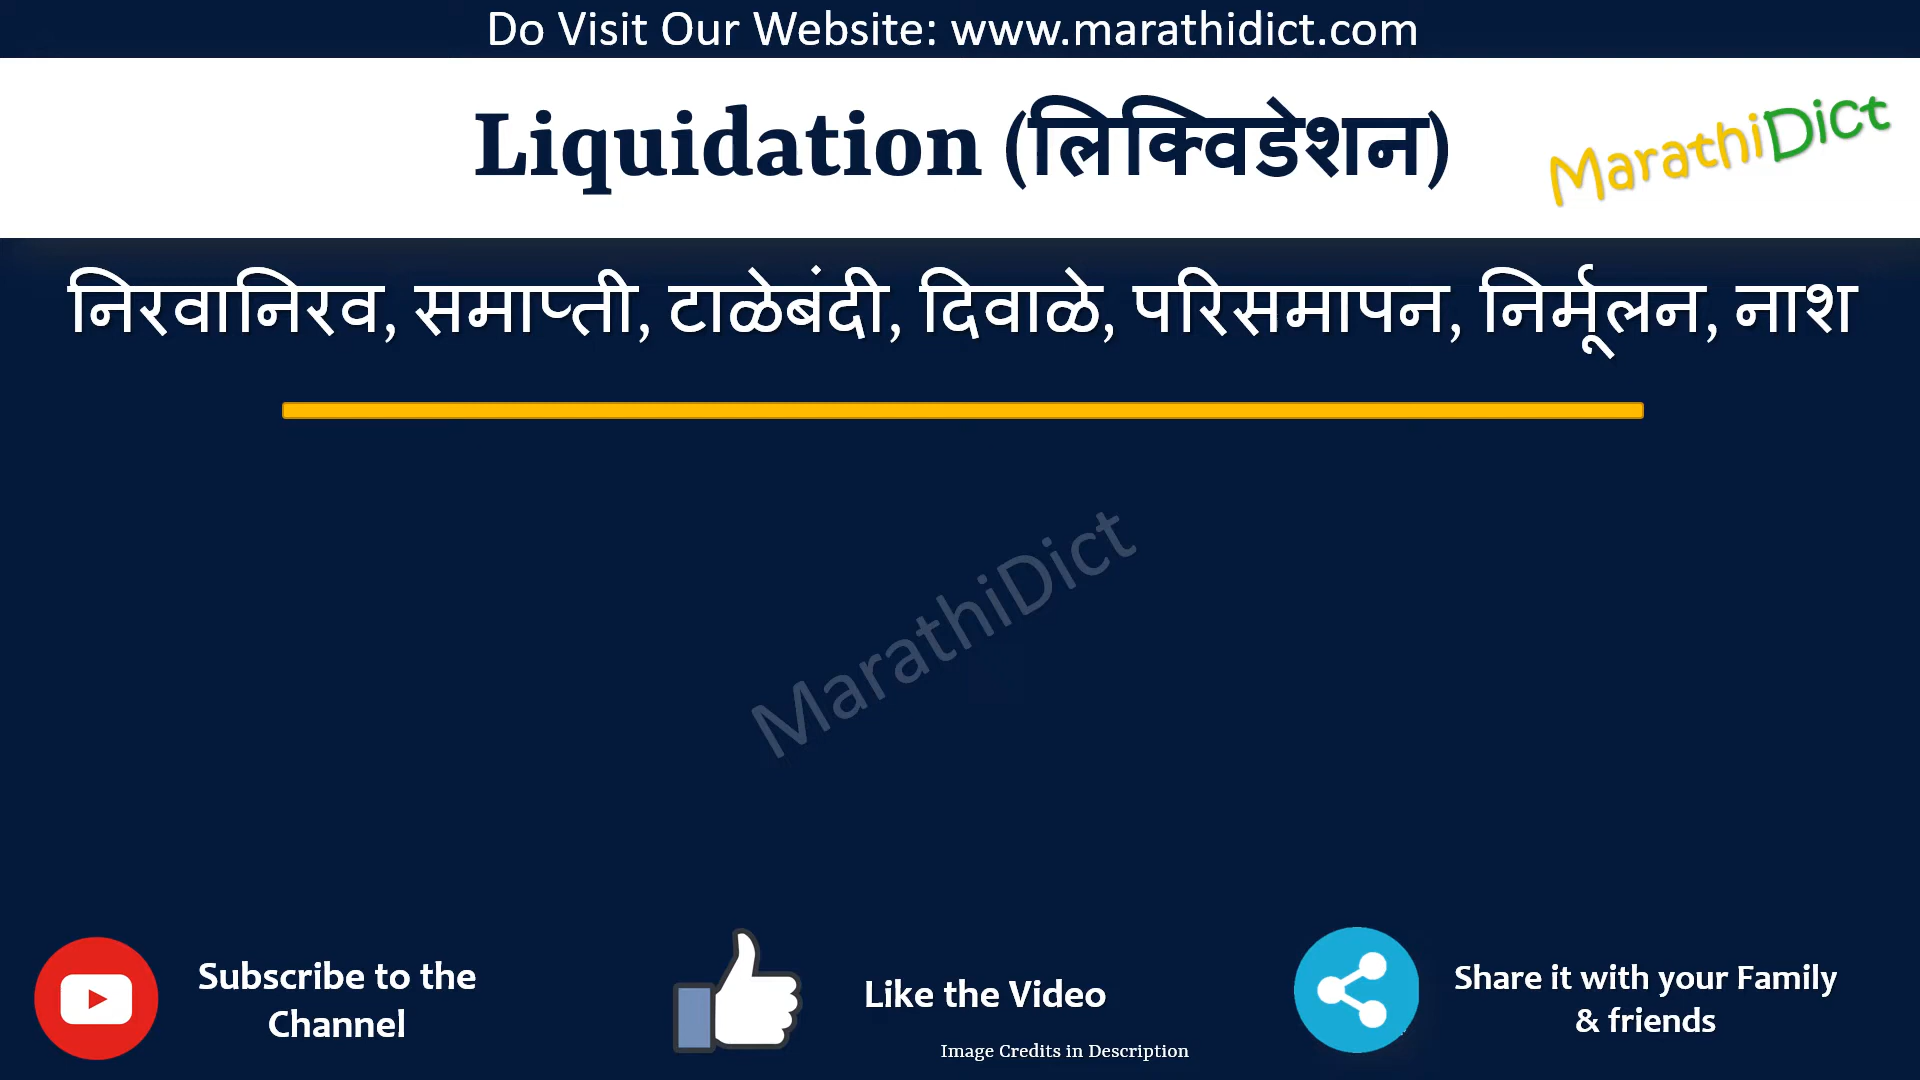 Do Visit Our Website: www.marathidict.com
Liquidation (लिक्विडेशन)
MarathiDict
निरवानिरव, समाप्ती, टाळेबंदी, दिवाळे, परिसमापन, निर्मूलन, नाश
MarathiDict
Subscribe to the
Channel
Like the Video
Share it with your Family
& friends
Image Credits in Description